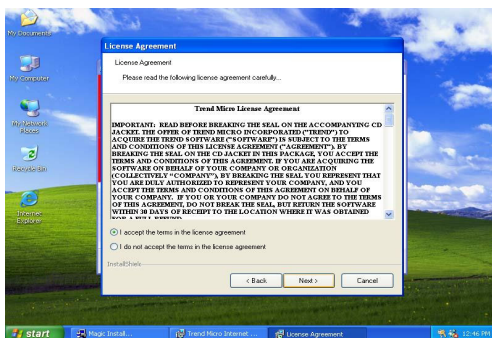 My Documents
My Computer
My Network
Places
Recycle Bin
Internet
Explorer
License Agreement
License Agreement
Please read the following license agreement carefully...
Trend Micro License Agreement
IMPORTANT: READ BEFORE BREAKING THE SEAL ON THE ACCOMPANYING CD
JACKET. THE OFFER OF TREND MICRO INCORPORATED ("TREND") TO
ACQUIRE THE TREND SOFTWARE ("SOFTWARE") IS SUBJECT TO THE TERMS
AND CONDITIONS OF THIS LICENSE AGREEMENT ("AGREEMENT"). BY
BREAKING THE SEAL ON THE CD JACKET IN THIS PACKAGE, YOU ACCEPT THE
TERMS AND CONDITIONS OF THIS AGREEMENT. IF YOU ARE ACQUIRING THE
SOFTWARE ON BEHALF OF YOUR COMPANY OR ORGANIZATION
(COLLECTIVELY "COMPANY"), BY BREAKING THE SEAL YOU REPRESENT THAT
YOU ARE DULY AUTHORIZED TO REPRESENT YOUR COMPANY, AND YOU
ACCEPT THE TERMS AND CONDITIONS OF THIS AGREEMENT ON BEHALF OF
YOUR COMPANY. IF YOU OR YOUR COMPANY DO NOT AGREE TO THE TERMS
OF THIS AGREEMENT, DO NOT BREAK THE SEAL, BUT RETURN THE SOFTWARE
WITHIN 30 DAYS OF RECEIPT TO THE LOCATION WHERE IT WAS OBTAINED
FOR A FULL REFUND.
I accept the terms in the license agreement
I do not accept the terms in the license agreement
InstallShield
< Back Next > Cancel
start Magic Install... Trend Micro Internet ... License Agreement 12:46 PM